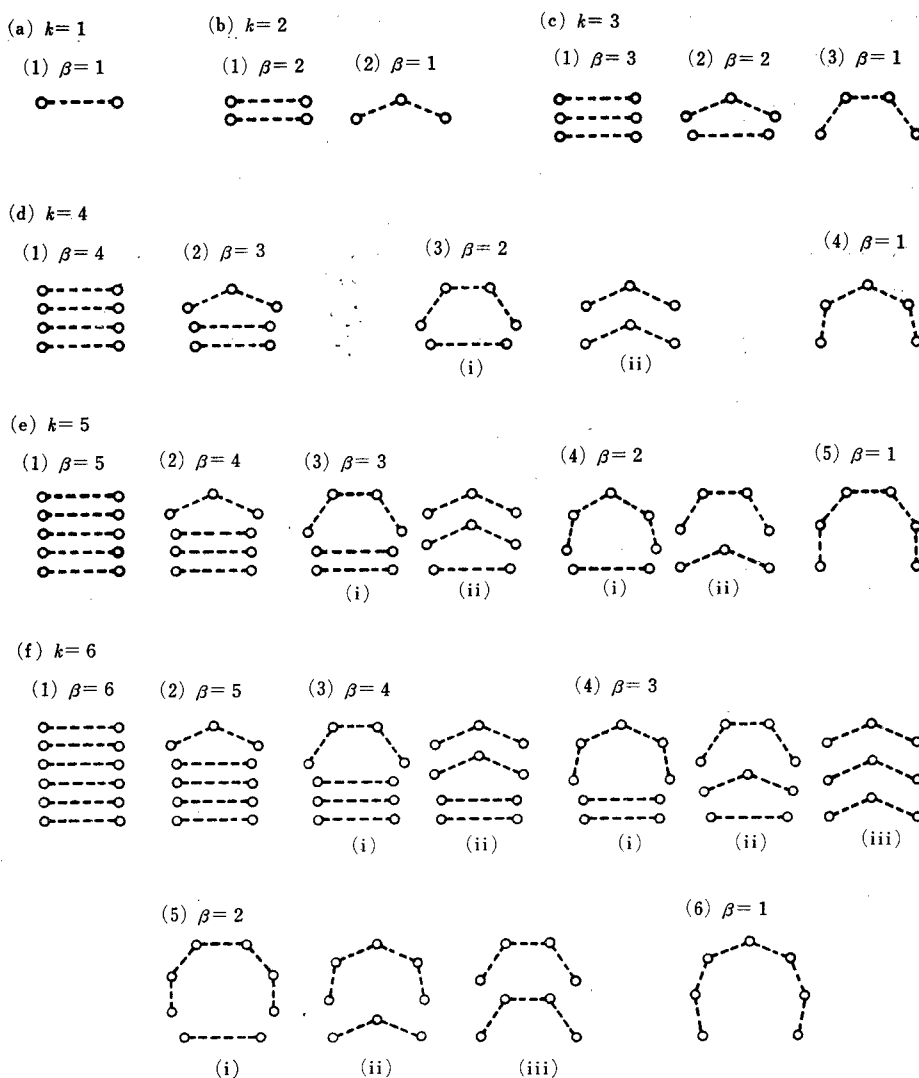 (a) k=1 (b) k=2 (c) k=3
(1) β=1 (1) β=2 (2) β=1 (1) β=3 (2) β=2 (3) β=1
(d) k=4
(1) β=4 (2) β=3 (3) β=2 (4) β=1
(i) (ii)
(e) k=5
(1) β=5 (2) β=4 (3) β=3 (4) β=2 (5) β=1
(i) (ii) (i) (ii)
(f) k=6
(1) β=6 (2) β=5 (3) β=4 (4) β=3
(i) (ii) (i) (ii) (iii)
(5) β=2 (6) β=1
(i) (ii) (iii)